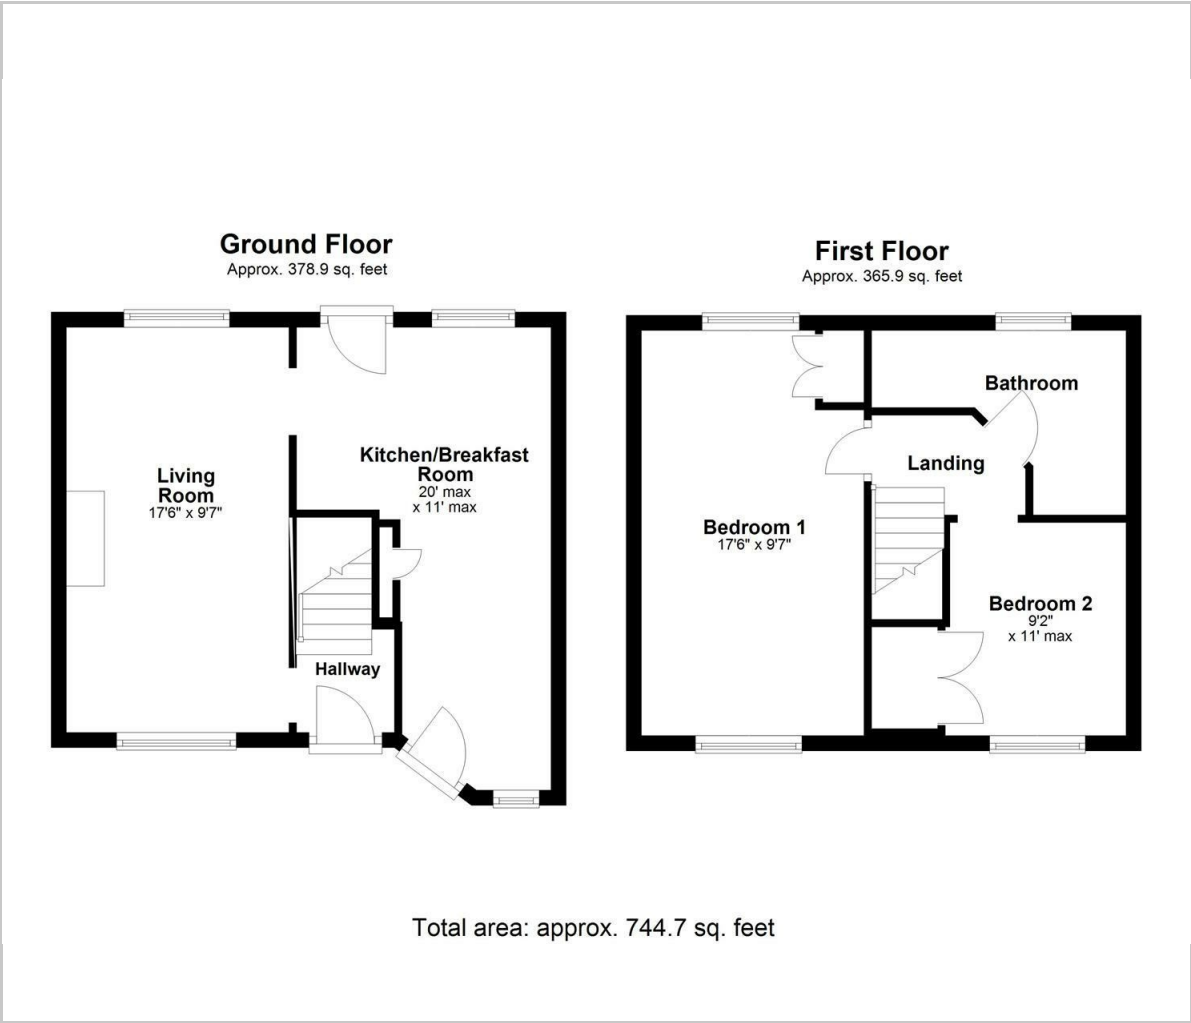 Ground Floor
Approx. 378.9 sq. feet
Living
Room
17'6" x 9'7"
Kitchen/Breakfast
Room
20' max
x 11' max
Hallway
First Floor
Approx. 365.9 sq. feet
Bathroom
Landing
Bedroom 1
17'6" x 9'7"
Bedroom 2
9'2"
x 11' max
Total area: approx. 744.7 sq. feet